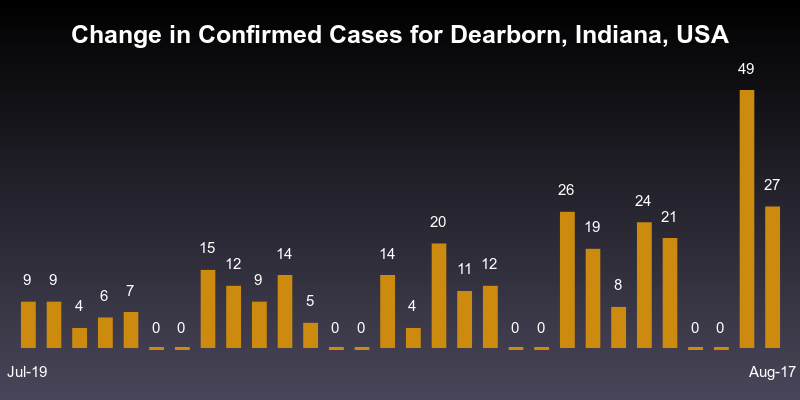 Change in Confirmed Cases for Dearborn, Indiana, USA
9 9 4 6 7 0 0 15 12 9 14 5 0 0 14 4 20 11 12 0 0 26 19 8 24 21 0 0 49 27
Jul-19 Aug-17